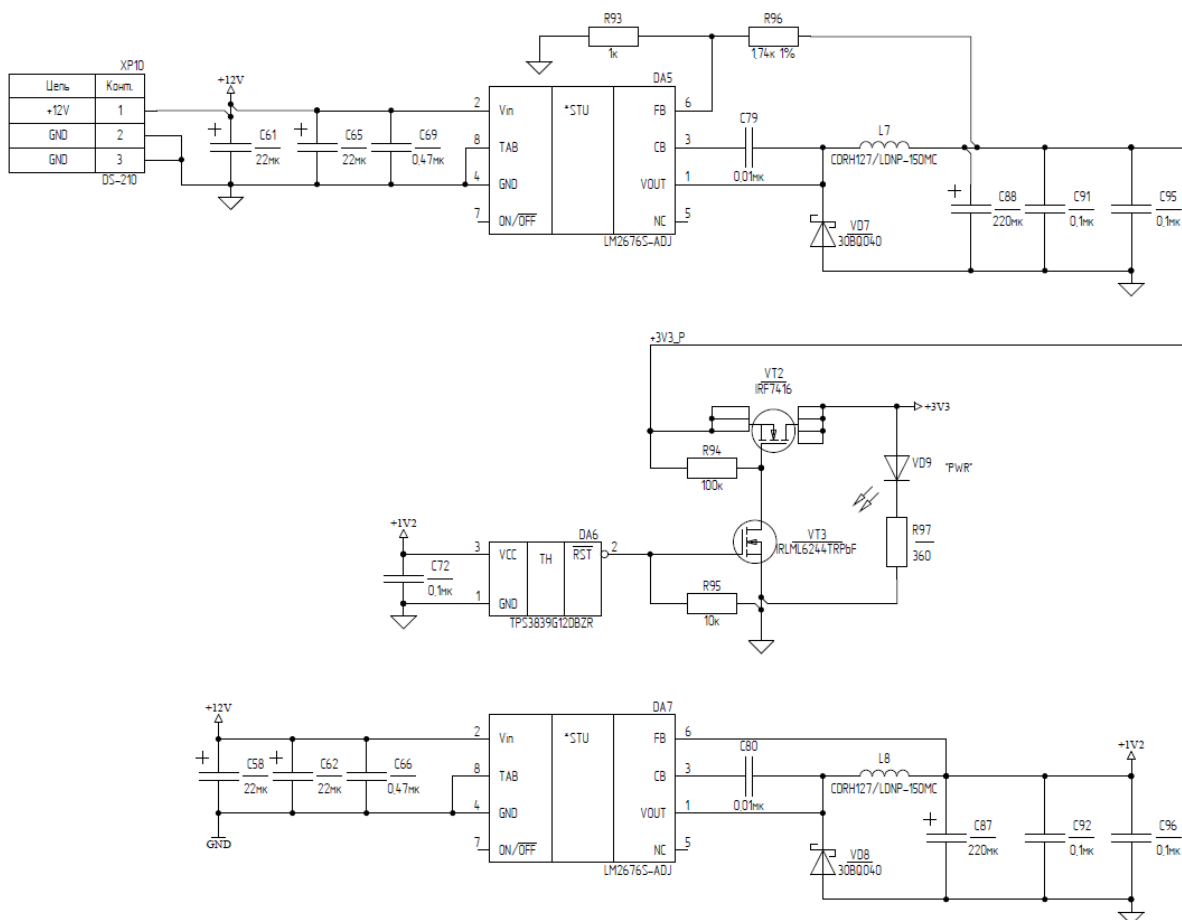 R93
1к
R96
1,74к 1%
XP10
Цепь
Конт.
+12V
1
GND
2
GND
3
DS-210
+12V
C61
22мк
C65
22мк
C69
0,47мк
DA5
2
Vin
*STU
FB
6
8
TAB
CB
3
4
GND
VOUT
1
7
ON/OFF
NC
5
LM2676S-ADJ
C79
0,01мк
L7
CDRH127/LDNP-150MC
VD7
30BQ040
C88
220мк
C91
0,1мк
C95
0,1мк
+3V3_P
VT2
IRF7416
+3V3
R94
100к
VD9
"PWR"
R97
360
+1V2
C72
0,1мк
DA6
3
VCC
TH
RST
2
1
GND
TPS3839G12DBZR
VT3
IRLML6244TRPbF
R95
10к
+12V
C58
22мк
C62
22мк
C66
0,47мк
GND
DA7
2
Vin
*STU
FB
6
8
TAB
CB
3
4
GND
VOUT
1
7
ON/OFF
NC
5
LM2676S-ADJ
C80
0,01мк
L8
CDRH127/LDNP-150MC
VD8
30BQ040
C87
220мк
C92
0,1мк
+1V2
C96
0,1мк